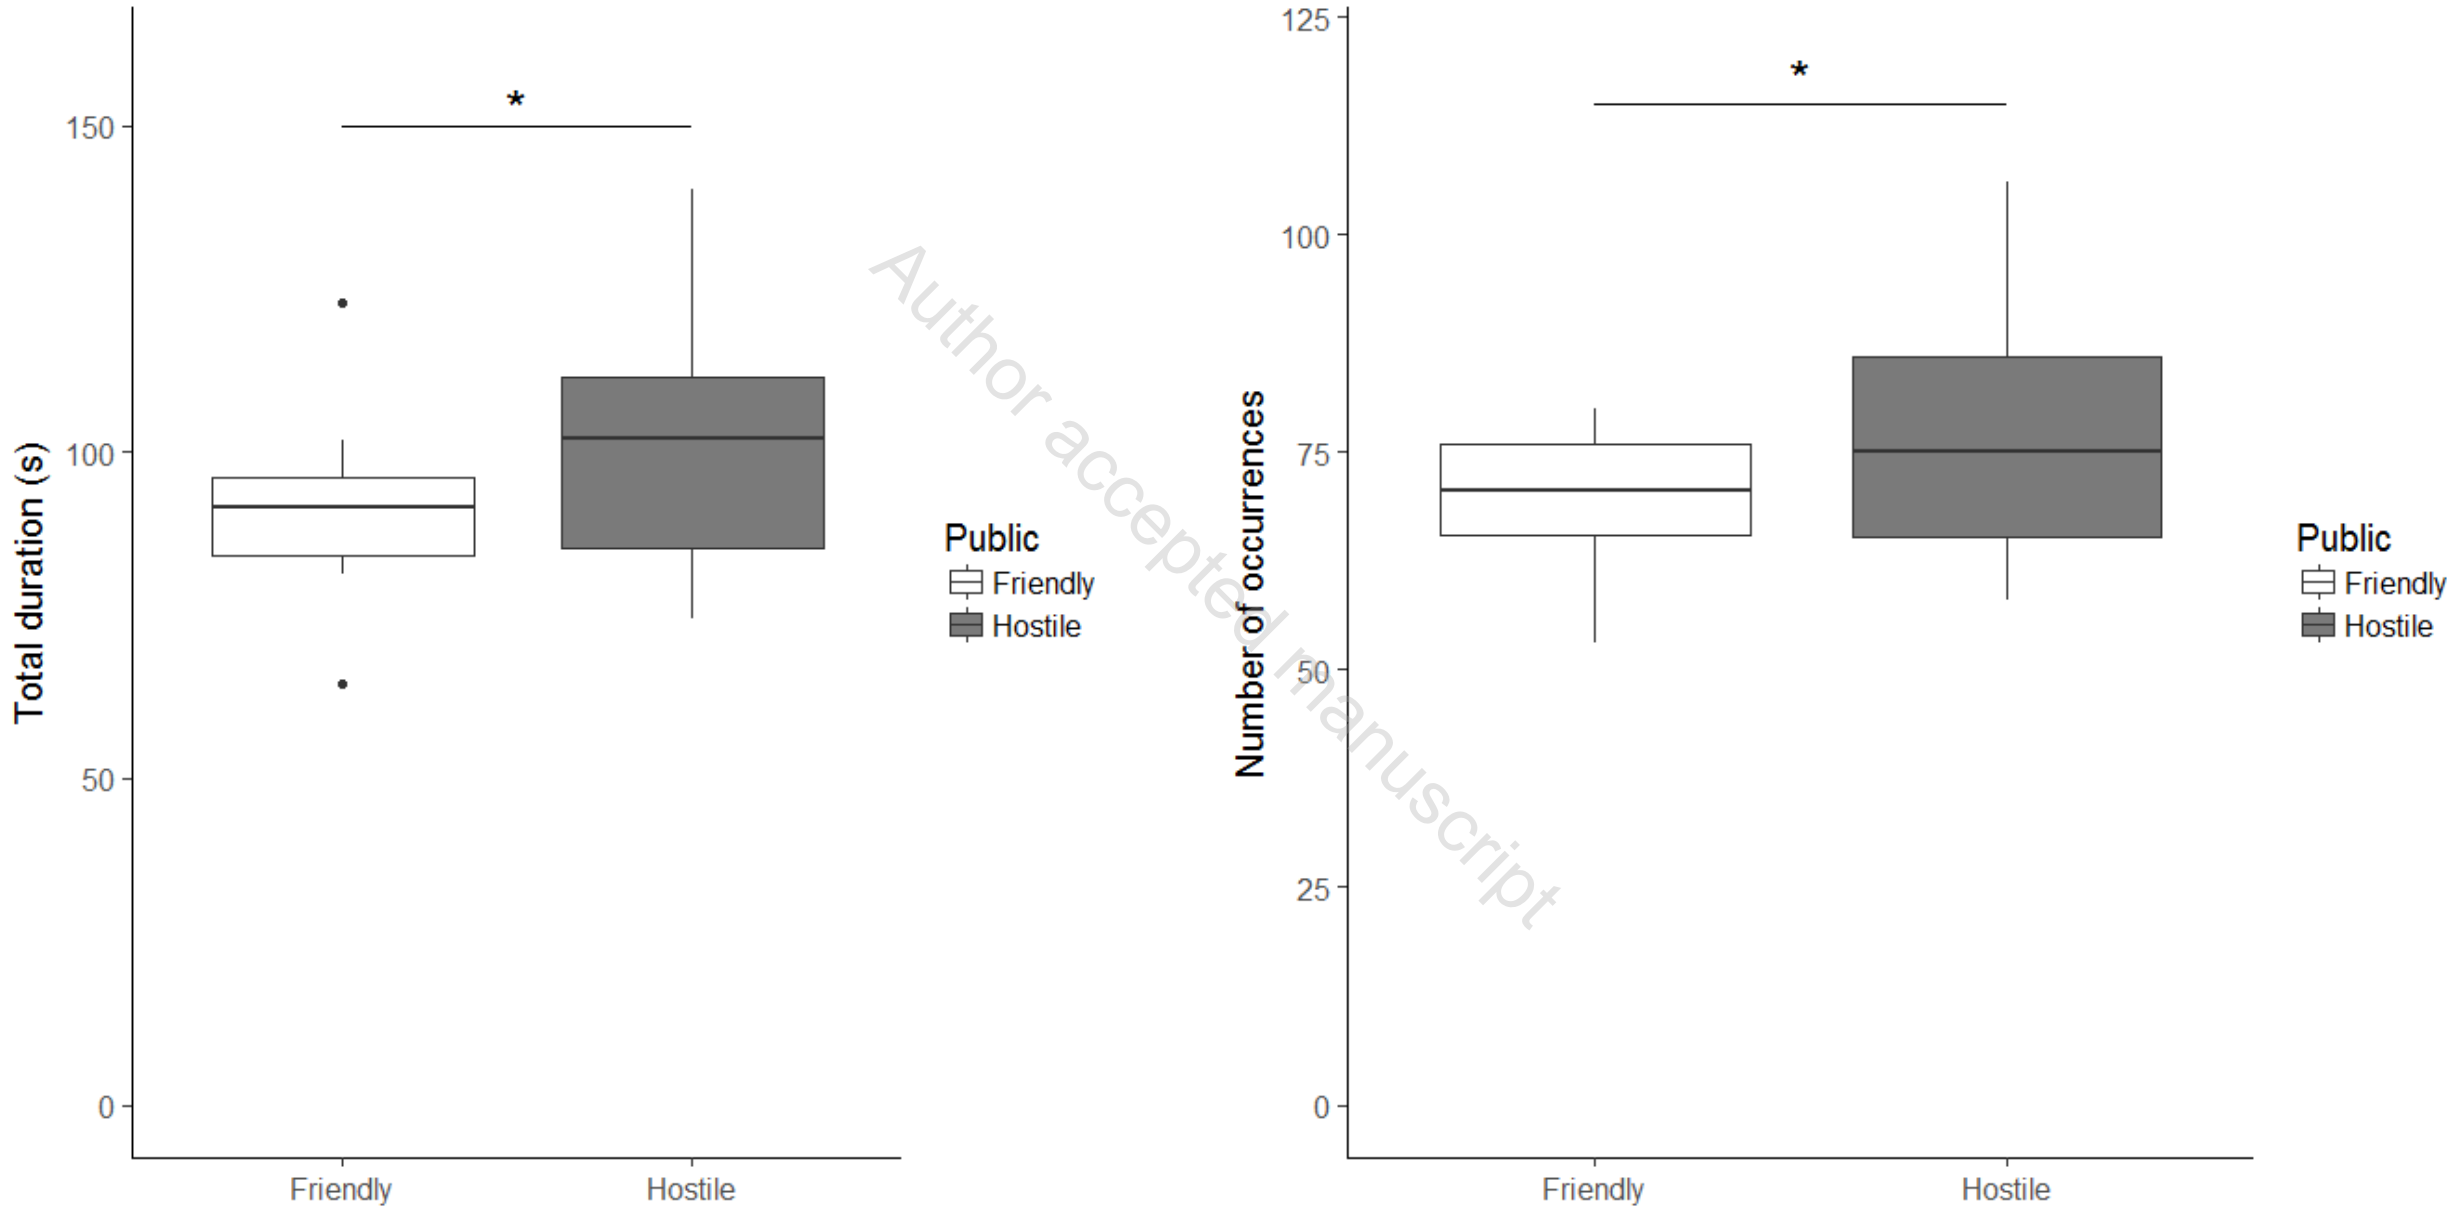 Total duration (s)
150
100
50
0
*
Friendly
Hostile
Public
Friendly
Hostile
Number of occurrences
125
100
75
50
25
0
*
Friendly
Hostile
Public
Friendly
Hostile
Author accepted manuscript